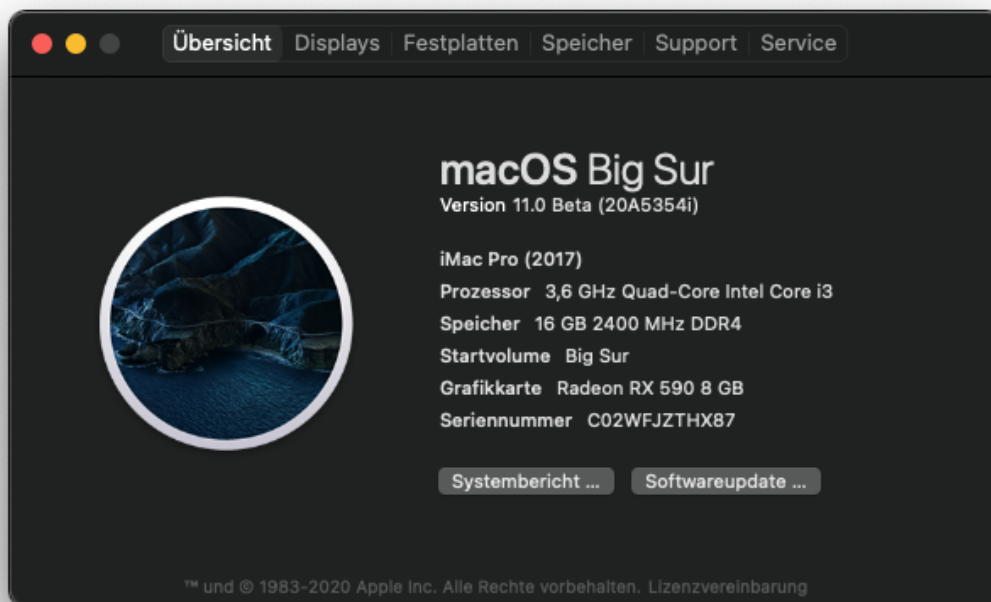 Übersicht Displays Festplatten Speicher Support Service
macOS Big Sur
Version 11.0 Beta (20A5354i)
iMac Pro (2017)
Prozessor 3,6 GHz Quad-Core Intel Core i3
Speicher 16 GB 2400 MHz DDR4
Startvolume Big Sur
Grafikkarte Radeon RX 590 8 GB
Seriennummer C02WFJZTHX87
Systembericht ... Softwareupdate ...
™ und © 1983-2020 Apple Inc. Alle Rechte vorbehalten. Lizenzvereinbarung